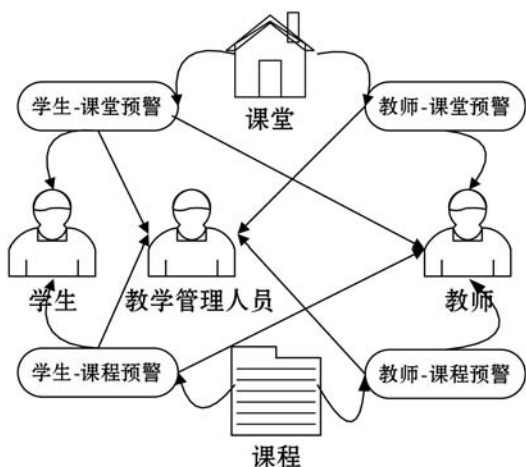 学生-课堂预警
课堂
教师-课堂预警
学生
教学管理人员
教师
学生-课程预警
教师-课程预警
课程